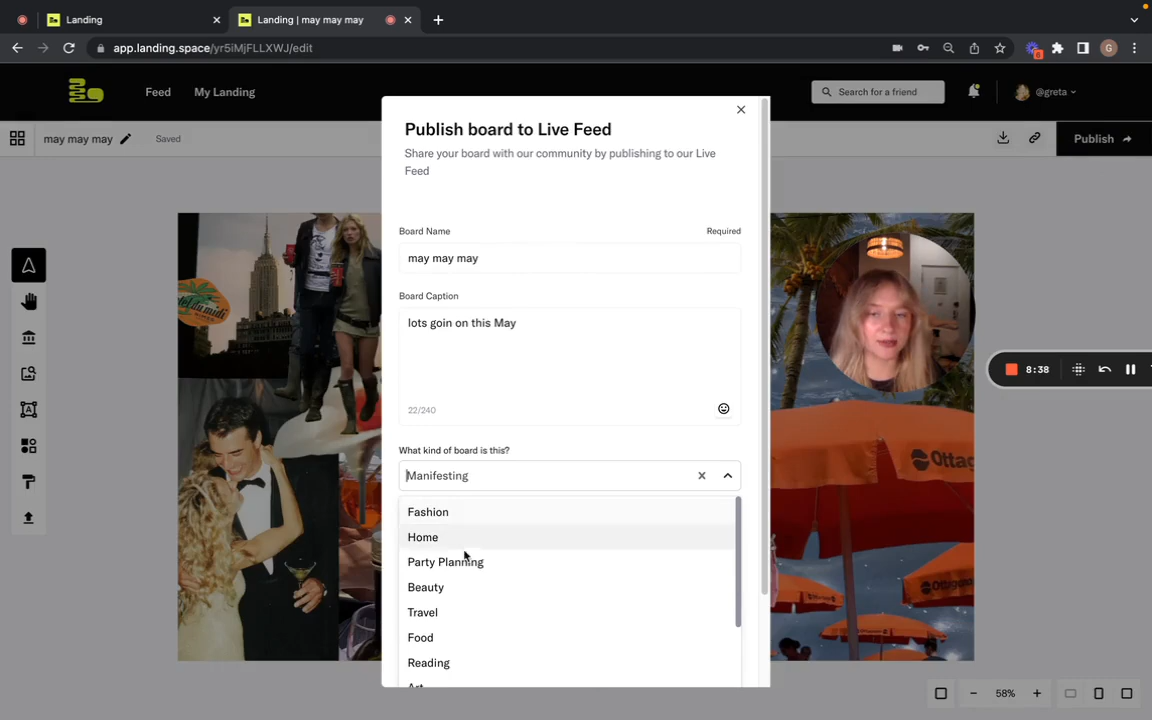 Landing
Landing | may may may
app.landing.space/yr5iMjFLLXWJ/edit
6
G
Feed
My Landing
Search for a friend
@greta
may may may
Saved
Publish
Publish board to Live Feed
Share your board with our community by publishing to our Live
Feed
Board Name
Required
may may may
Board Caption
lots goin on this May
22/240
What kind of board is this?
Manifesting
Fashion
Home
Party Planning
Beauty
Travel
Food
Reading
Art
8:38
58%